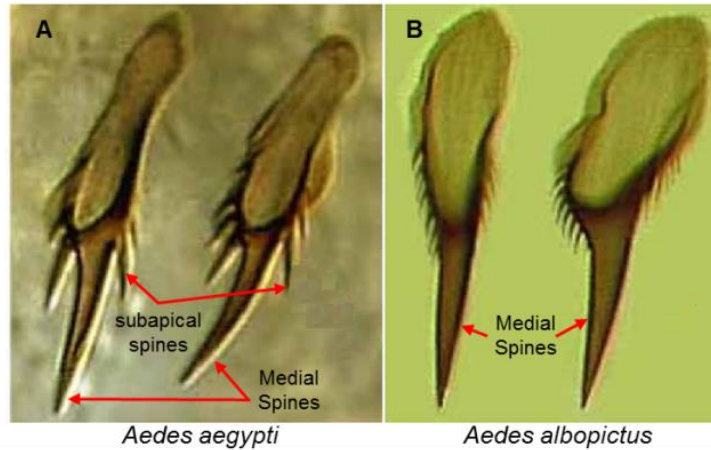 A
B
subapical
spines
Medial
Spines
Medial
Spines
Aedes aegypti
Aedes albopictus